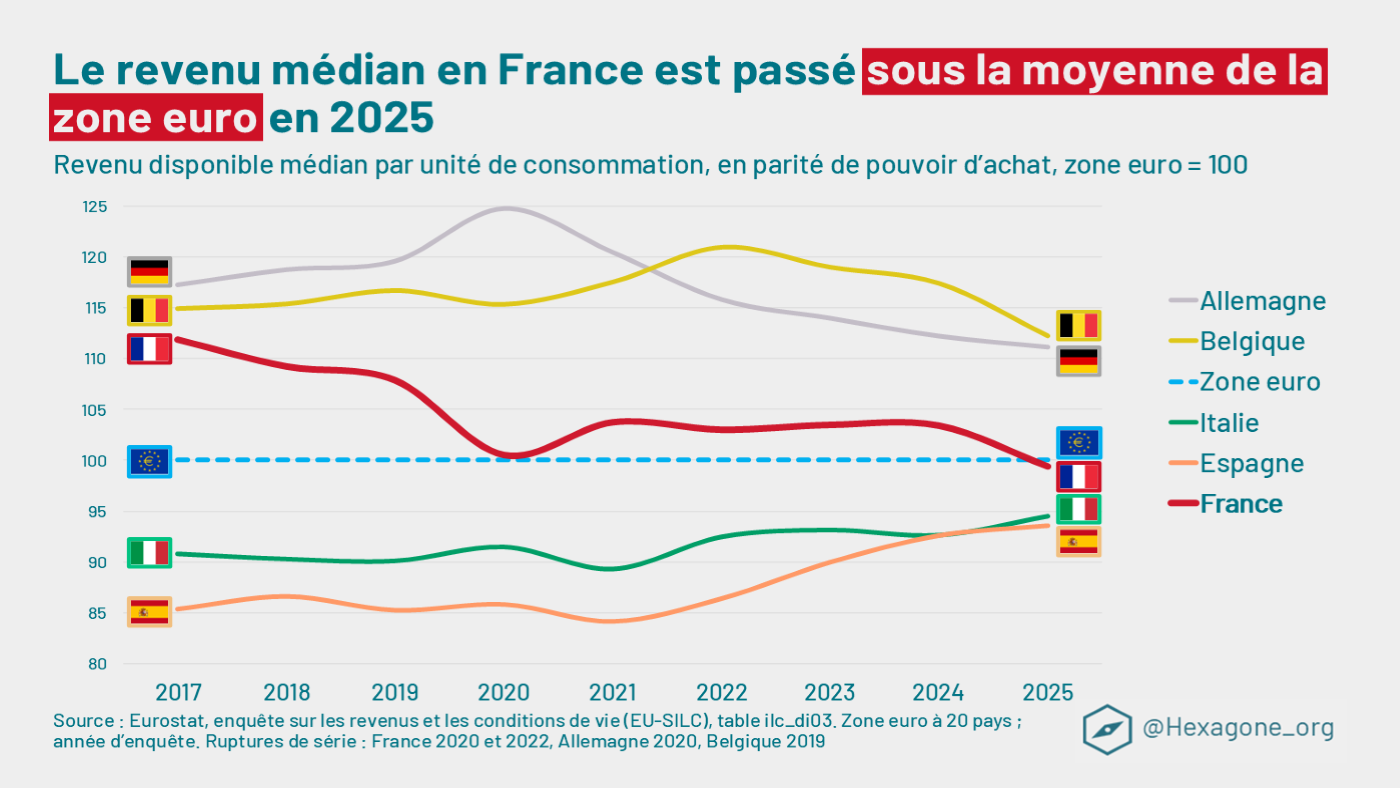 Le revenu médian en France est passé sous la moyenne de la
zone euro en 2025
Revenu disponible médian par unité de consommation, en parité de pouvoir d'achat, zone euro = 100
125
120
115
110
105
100
95
90
85
80
Allemagne
Belgique
Zone euro
Italie
Espagne
France
2017 2018 2019 2020 2021 2022 2023 2024 2025
Source : Eurostat, enquête sur les revenus et les conditions de vie (EU-SILC), table ilc_di03. Zone euro à 20 pays ;
année d'enquête. Ruptures de série : France 2020 et 2022, Allemagne 2020, Belgique 2019
@Hexagone_org